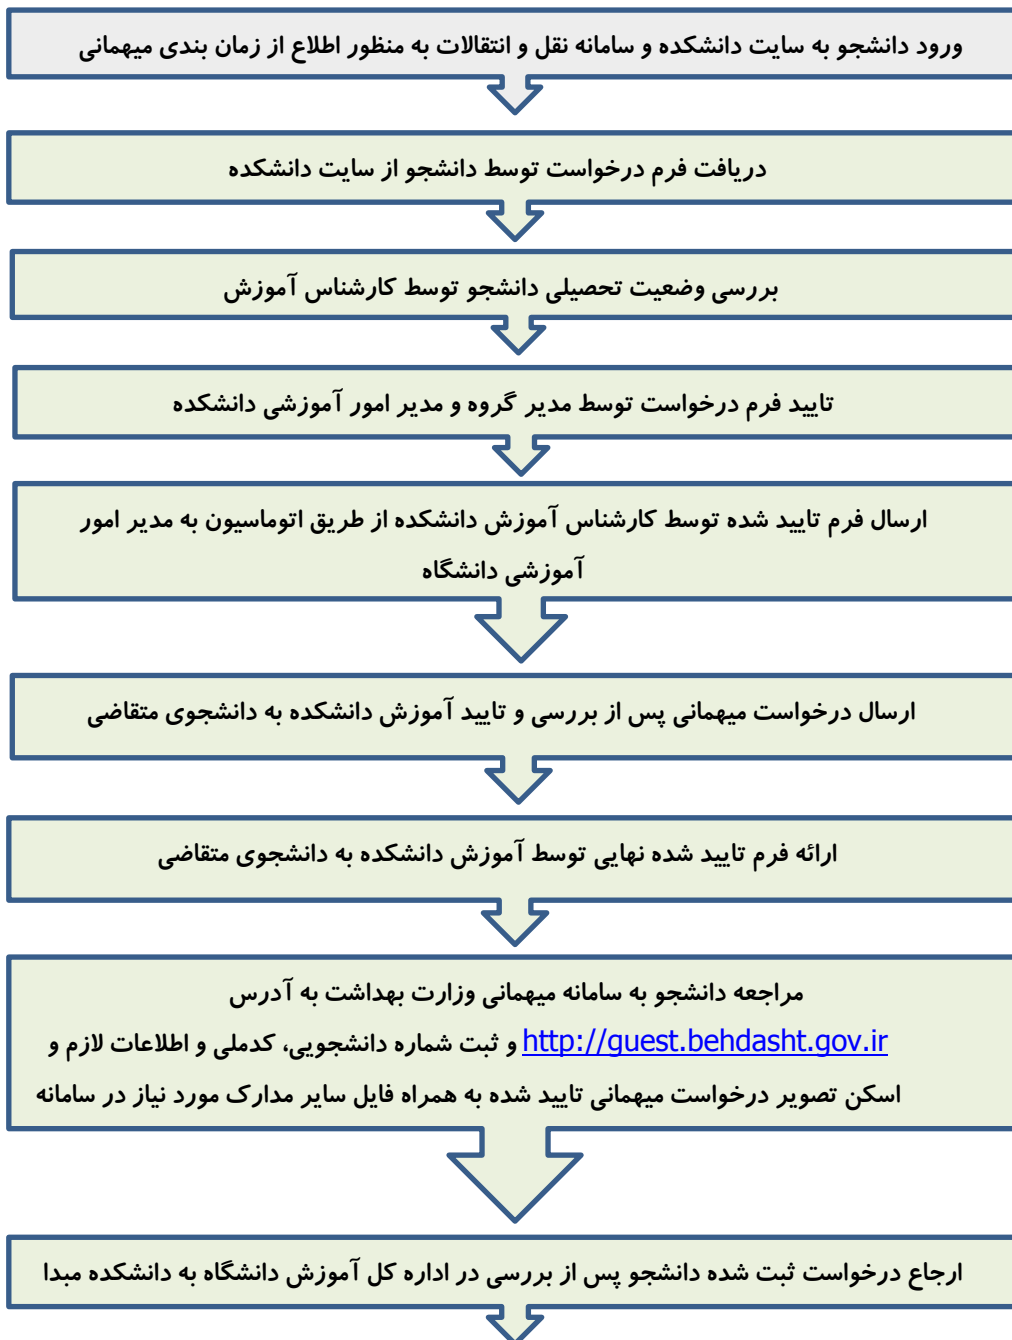 ورود دانشجو به سایت دانشکده و سامانه نقل و انتقالات به منظور اطلاع از زمان بندی میهمانی
دریافت فرم درخواست توسط دانشجو از سایت دانشکده
بررسی وضعیت تحصیلی دانشجو توسط کارشناس آموزش
تایید فرم درخواست توسط مدیر گروه و مدیر امور آموزشی دانشکده
ارسال فرم تایید شده توسط کارشناس آموزش دانشکده از طریق اتوماسیون به مدیر امور
آموزشی دانشگاه
ارسال درخواست میهمانی پس از بررسی و تایید آموزش دانشکده به دانشجوی متقاضی
ارائه فرم تایید شده نهایی توسط آموزش دانشکده به دانشجوی متقاضی
مراجعه دانشجو به سامانه میهمانی وزارت بهداشت به آدرس
http://guest.behdasht.gov.ir و ثبت شماره دانشجویی، کدملی و اطلاعات لازم و
اسکن تصویر درخواست میهمانی تایید شده به همراه فایل سایر مدارک مورد نیاز در سامانه
ارجاع درخواست ثبت شده دانشجو پس از بررسی در اداره کل آموزش دانشگاه به دانشکده مبدا